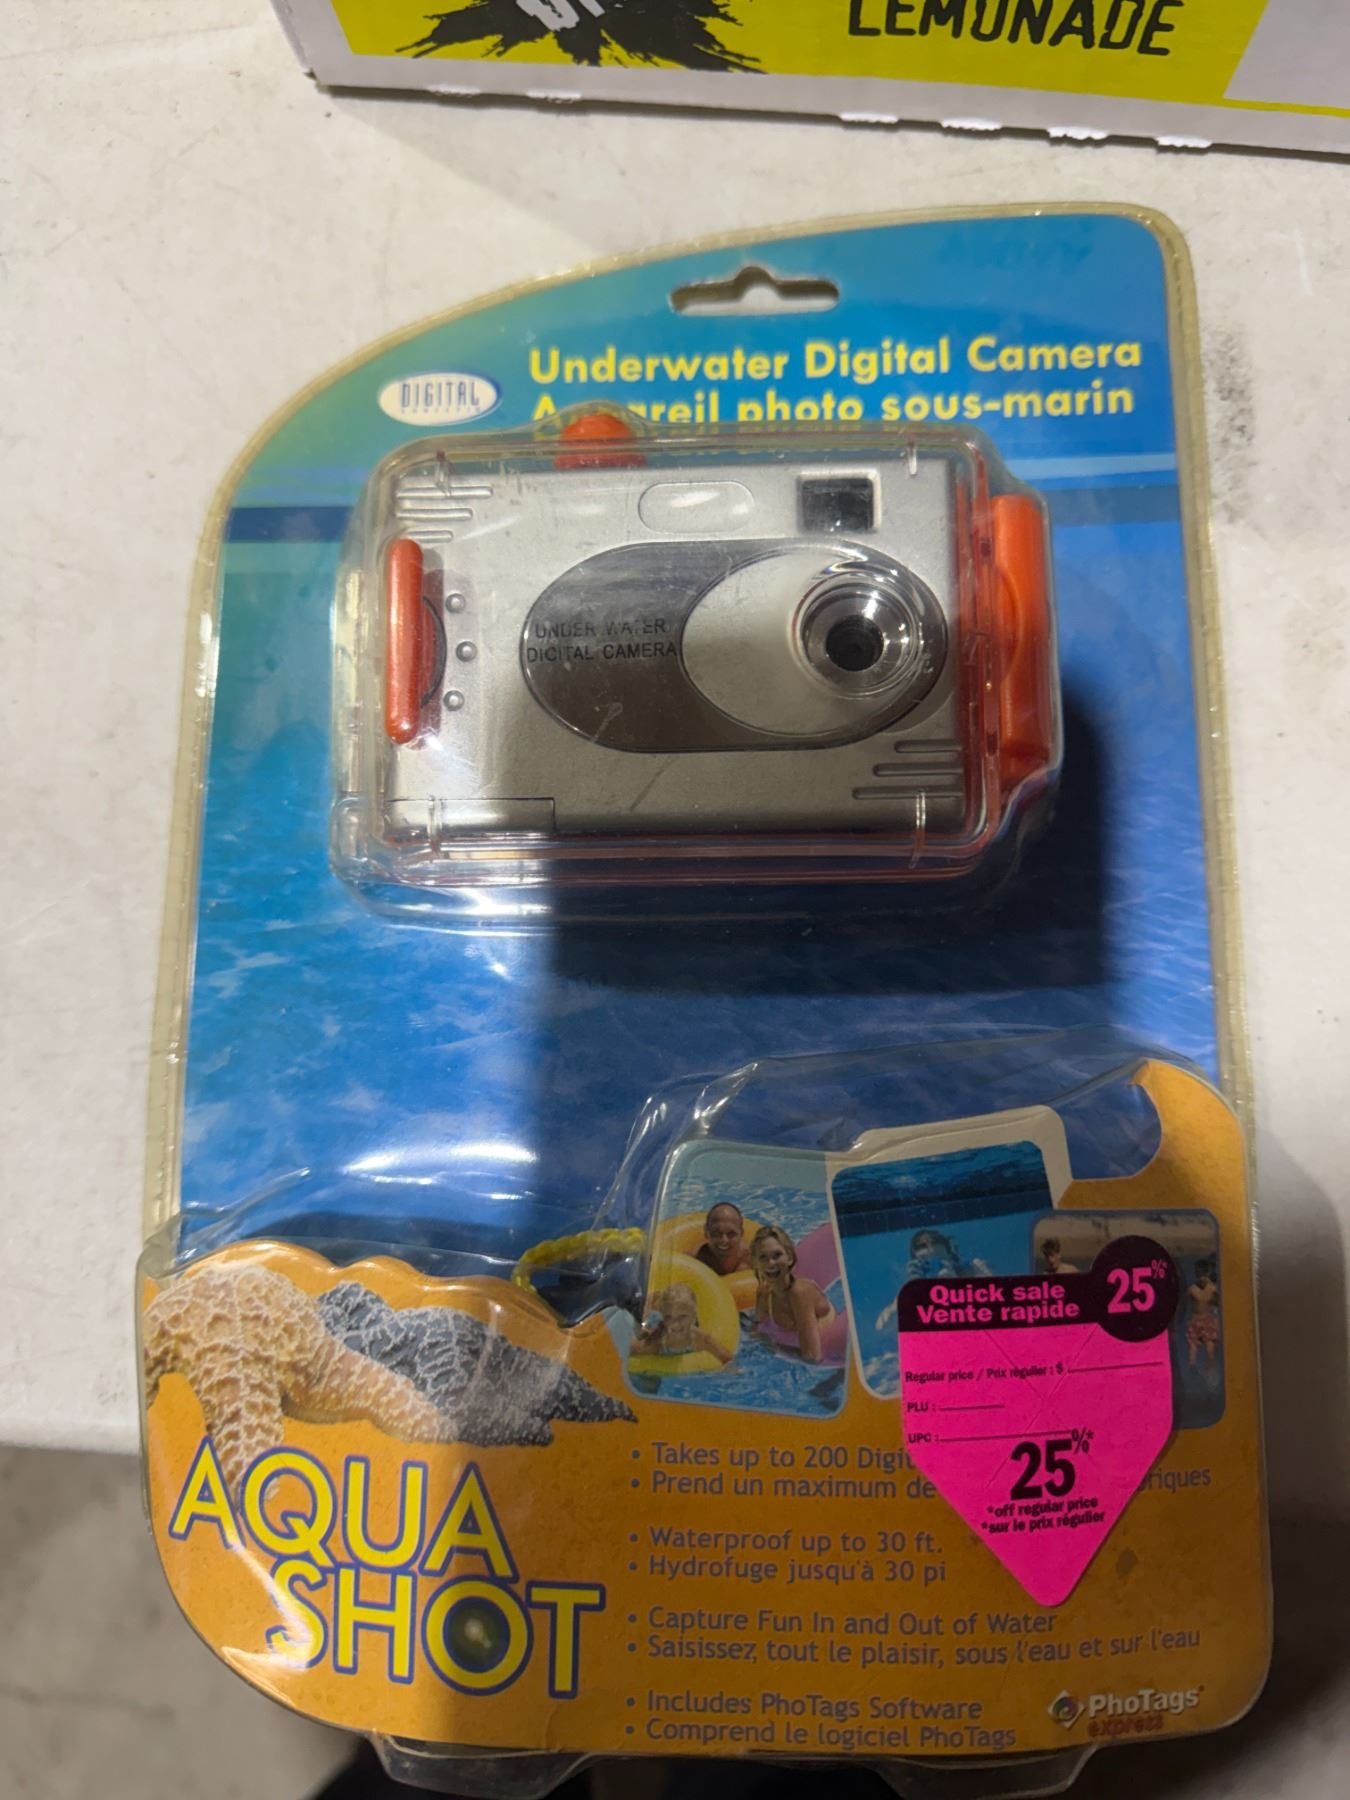 LEMONADE
Underwater Digital Camera
DIGITAL
Appareil photo sous-marin
UNDER WATER
DIGITAL CAMERA
Quick sale
Vente rapide
25%*
Regular price / Prix régulier : $
PLU :
UPC :
25%*
*off regular price
*sur le prix régulier
AQUA
SHOT
• Takes up to 200
• Prend un maximum de
• Waterproof up to 30 ft.
• Hydrofuge jusqu'à 30 pi
• Capture Fun In and Out of Water
• Saisissez tout le plaisir, sous l'eau et sur l'eau
• Includes PhoTags Software
• Comprend le logiciel PhoTags
PhoTags
express